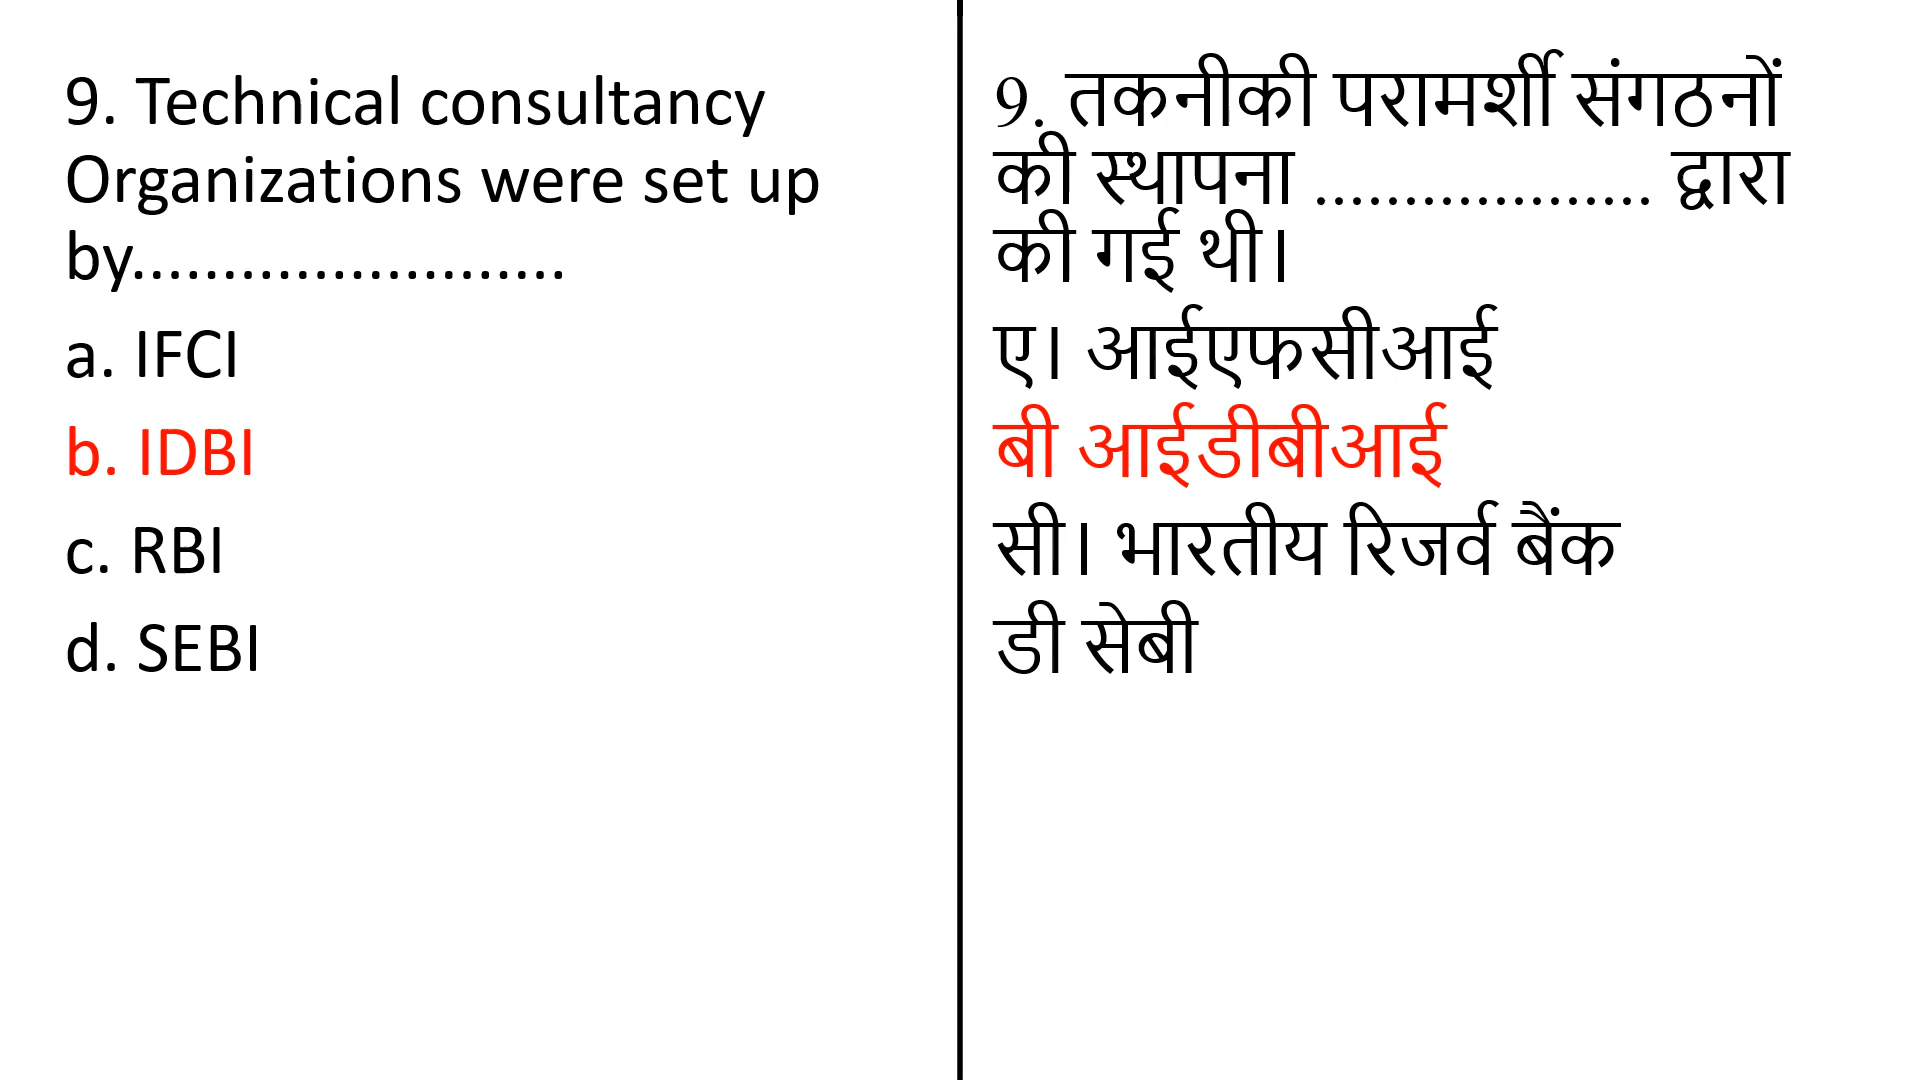 9. Technical consultancy
Organizations were set up
by........................
a. IFCI
b. IDBI
c. RBI
d. SEBI
9. तकनीकी परामर्शी संगठनों
की स्थापना ................... द्वारा
की गई थी।
ए। आईएफसीआई
बी आईडीबीआई
सी। भारतीय रिजर्व बैंक
डी सेबी